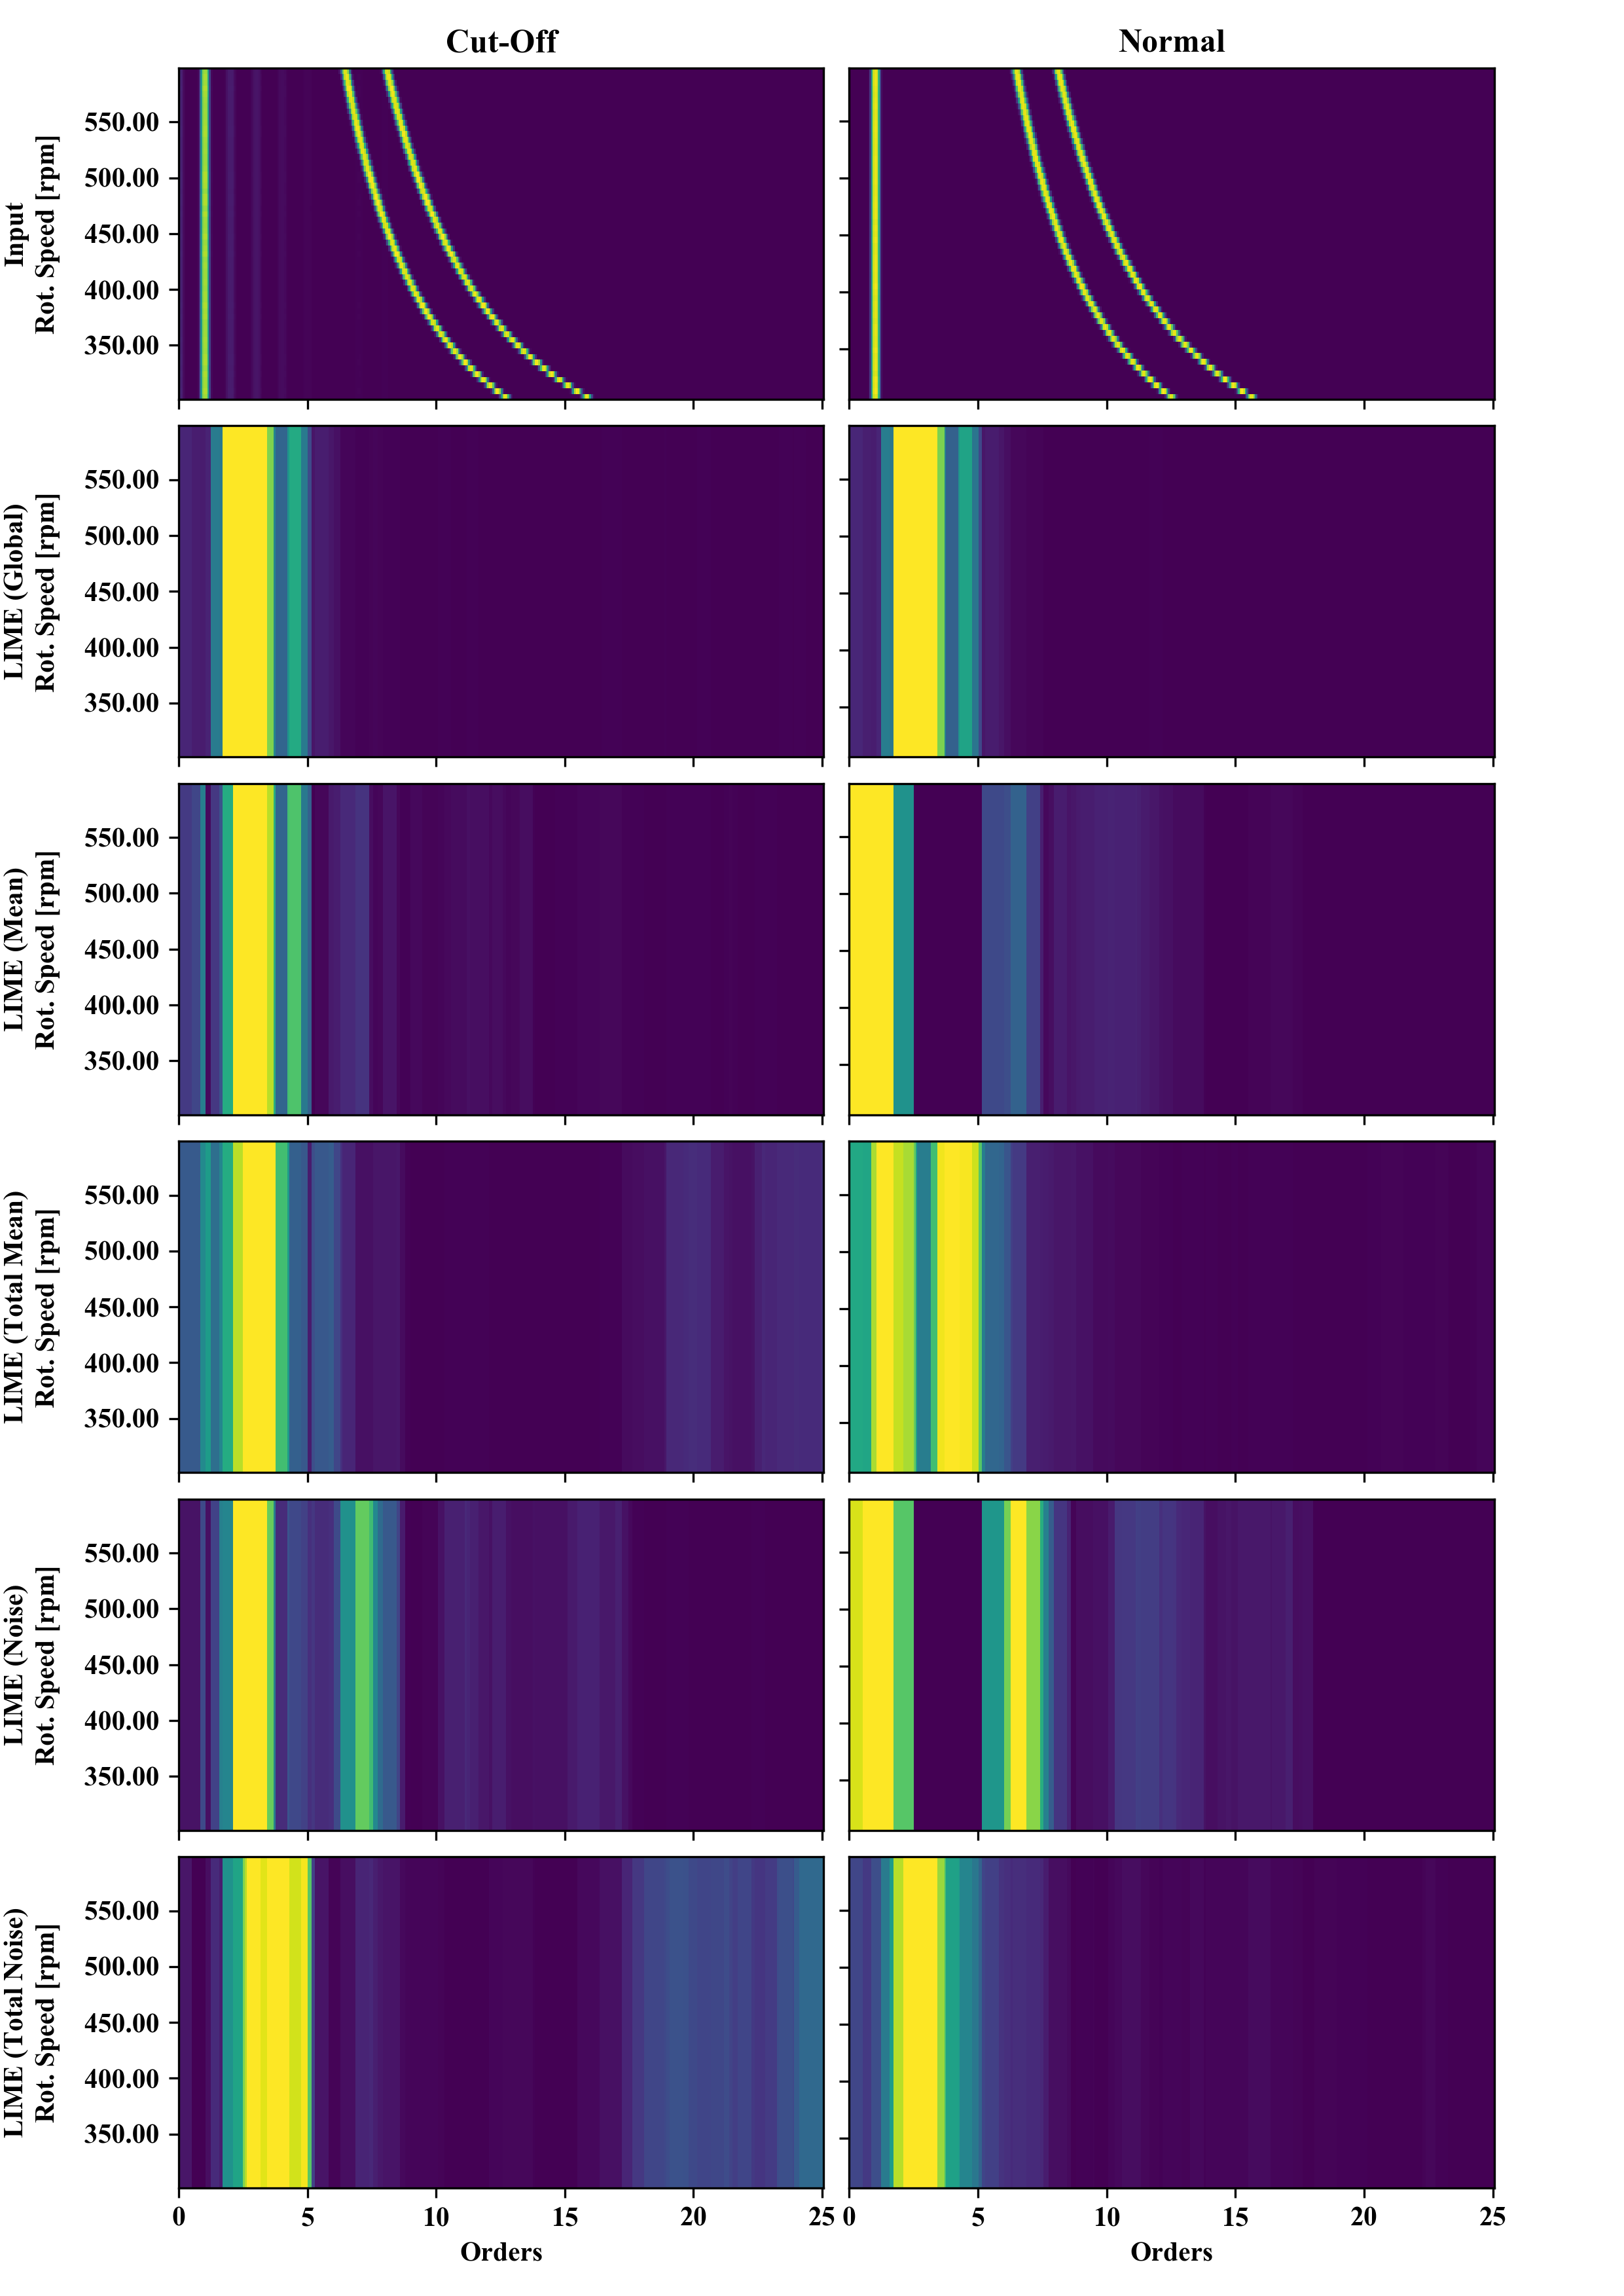 Cut-Off
Normal
Input
Rot. Speed [rpm]
550.00
500.00
450.00
400.00
350.00
LIME (Global)
Rot. Speed [rpm]
550.00
500.00
450.00
400.00
350.00
LIME (Mean)
Rot. Speed [rpm]
550.00
500.00
450.00
400.00
350.00
LIME (Total Mean)
Rot. Speed [rpm]
550.00
500.00
450.00
400.00
350.00
LIME (Noise)
Rot. Speed [rpm]
550.00
500.00
450.00
400.00
350.00
LIME (Total Noise)
Rot. Speed [rpm]
550.00
500.00
450.00
400.00
350.00
0 5 10 15 20 25
0 5 10 15 20 25
Orders
Orders